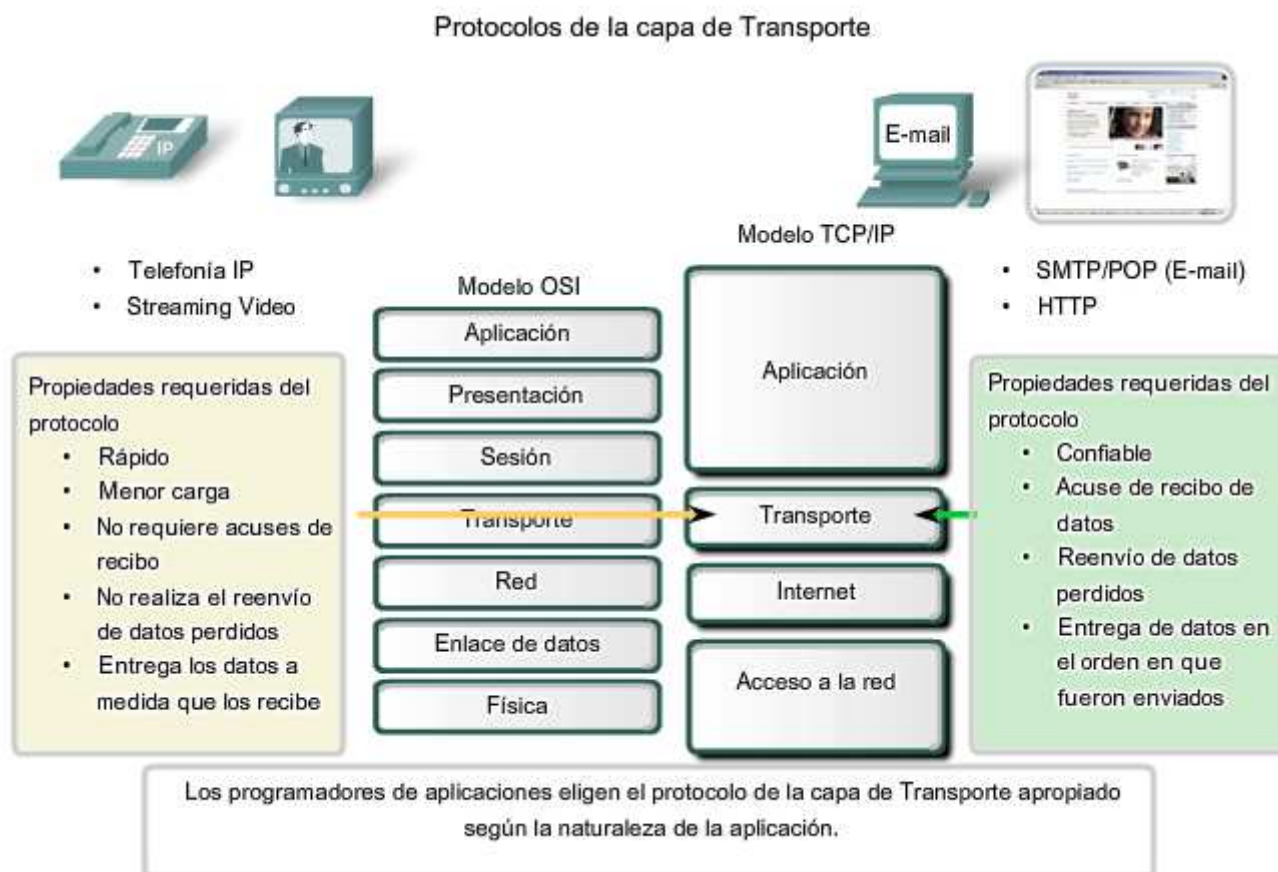 Protocolos de la capa de Transporte
IP
E-mail
• Telefonía IP
• Streaming Video
Propiedades requeridas del
protocolo
• Rápido
• Menor carga
• No requiere acuses de
recibo
• No realiza el reenvío
de datos perdidos
• Entrega los datos a
medida que los recibe
Modelo OSI
Aplicación
Presentación
Sesión
Transporte
Red
Enlace de datos
Física
Modelo TCP/IP
Aplicación
Transporte
Internet
Acceso a la red
• SMTP/POP (E-mail)
• HTTP
Propiedades requeridas del
protocolo
• Confiable
• Acuse de recibo de
datos
• Reenvío de datos
perdidos
• Entrega de datos en
el orden en que
fueron enviados
Los programadores de aplicaciones eligen el protocolo de la capa de Transporte apropiado
según la naturaleza de la aplicación.